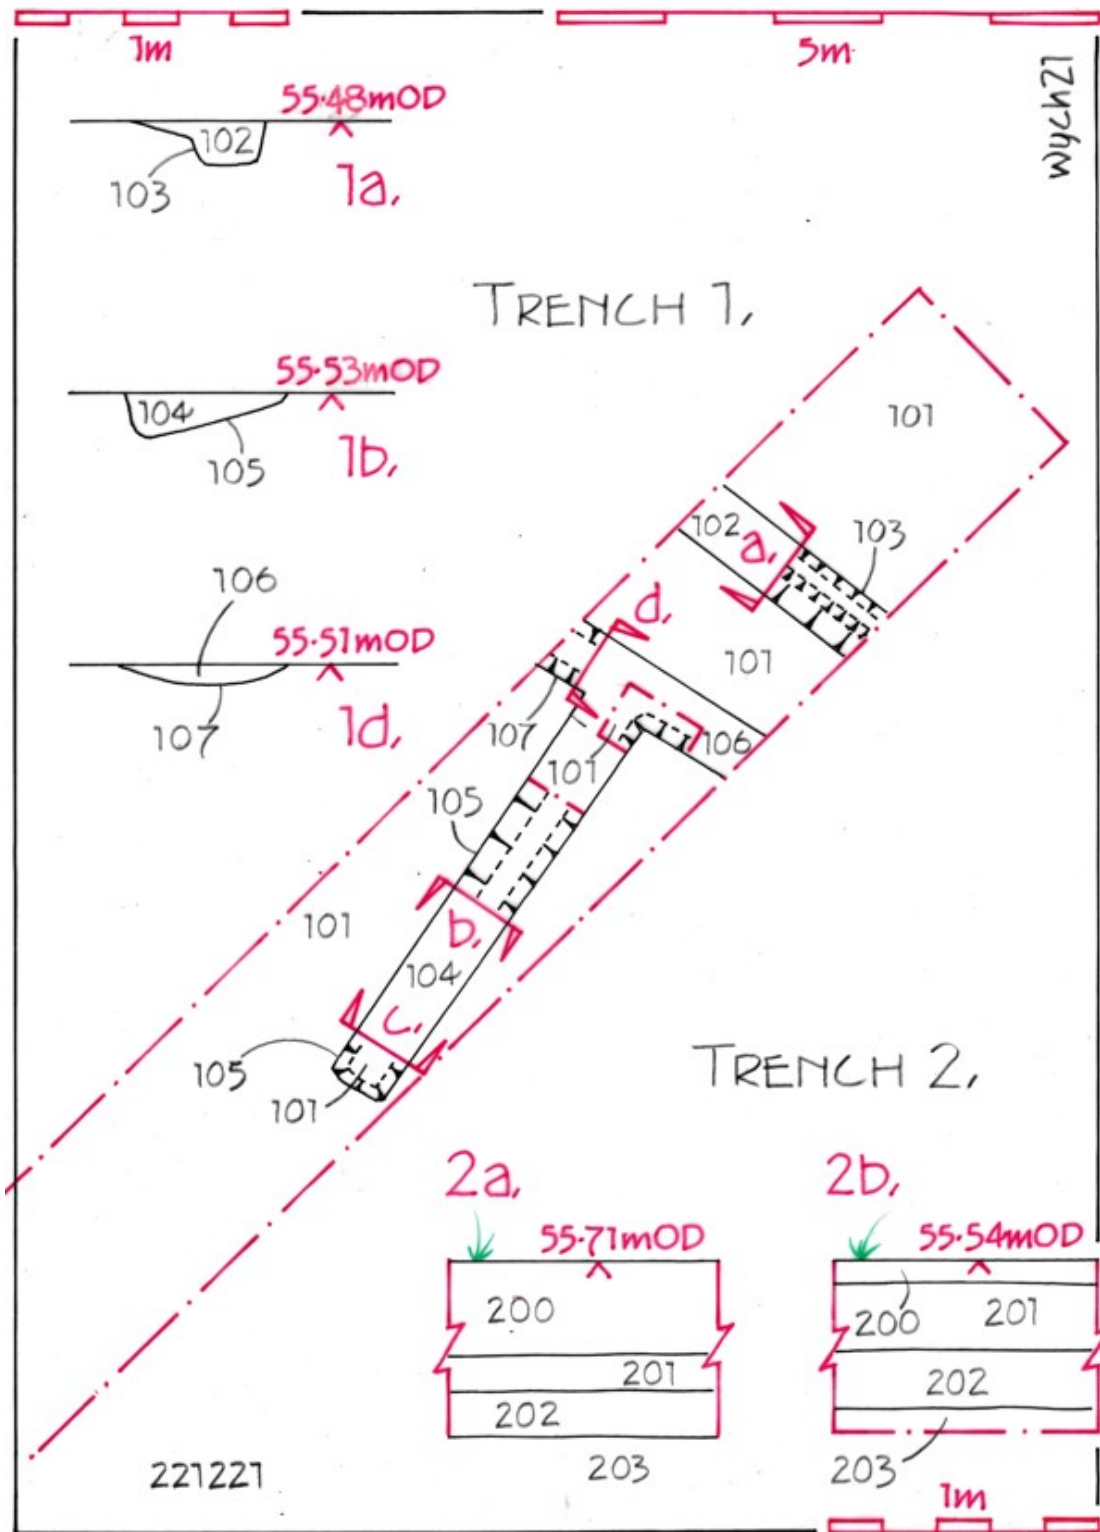 1m
5m
wych21
55.48mOD
102
103
1a,
TRENCH 1,
55.53mOD
104
105
1b,
101
102
a,
103
d,
106
55.51mOD
101
107
1d,
107
101
106
105
101
b,
104
c,
105
101
TRENCH 2,
2a,
55.71mOD
200
201
202
203
2b,
55.54mOD
200
201
202
203
221221
1m